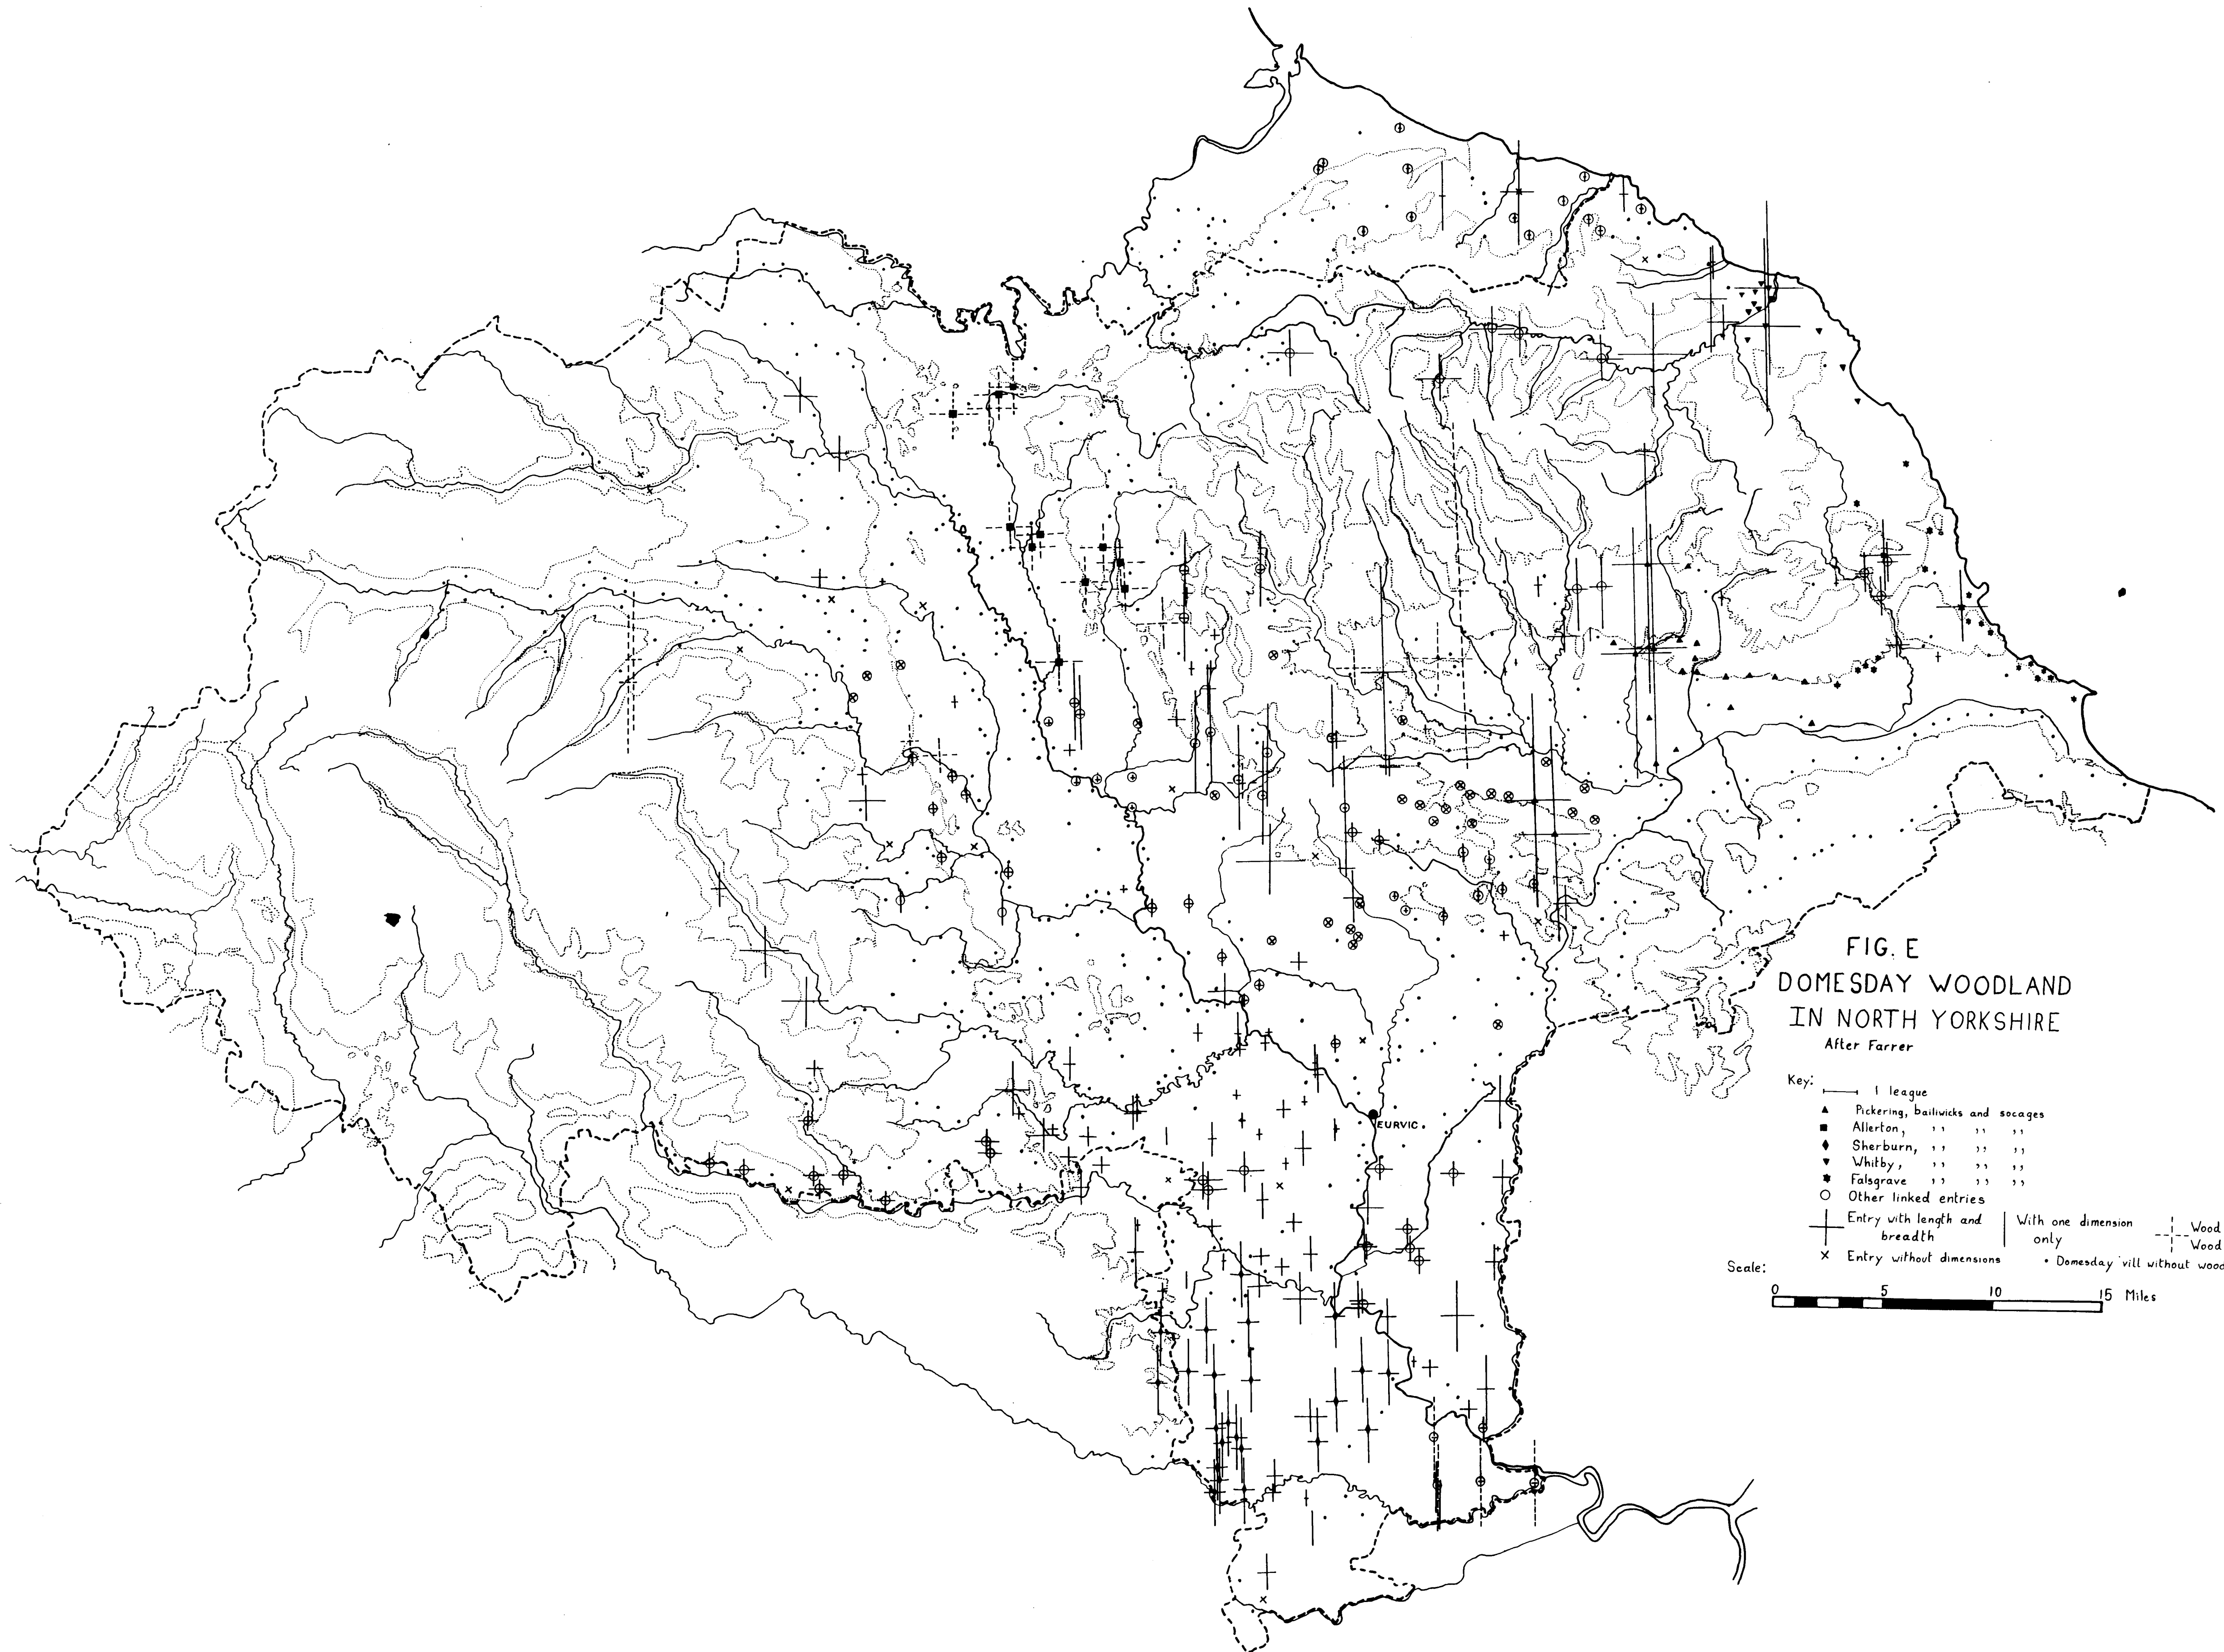 EURVIC.
FIG. E
DOMESDAY WOODLAND
IN NORTH YORKSHIRE
After Farrer
Key:
1 league
Pickering, bailiwicks and socages
Allerton, ,, ,, ,,
Sherburn, ,, ,, ,,
Whitby, ,, ,, ,,
Falsgrave ,, ,, ,,
Other linked entries
Entry with length and breadth
With one dimension only
Wood
Wood
× Entry without dimensions
• Domesday vill without wood
Scale:
0 5 10 15 Miles